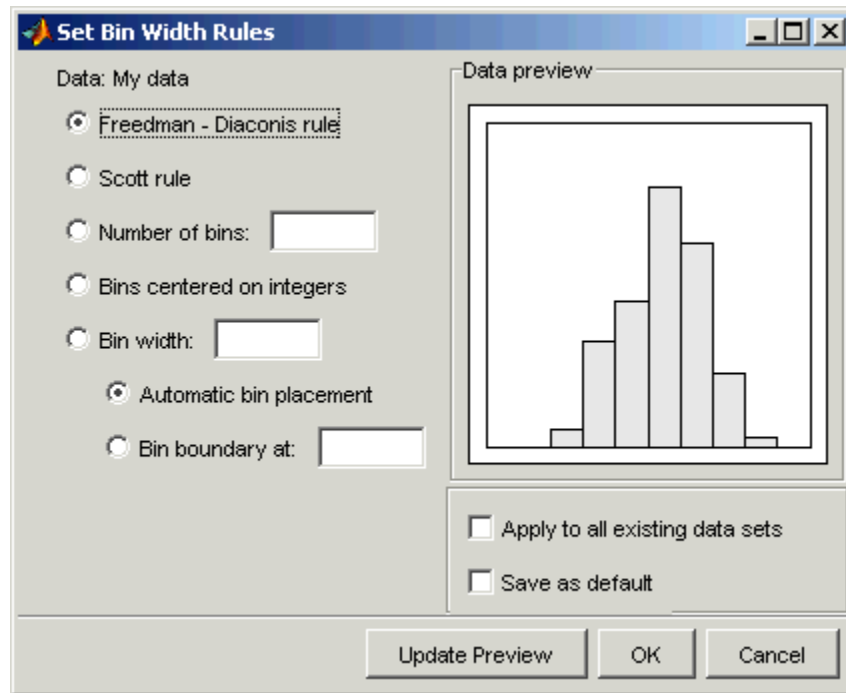 Set Bin Width Rules
Data: My data
Freedman - Diaconis rule
Scott rule
Number of bins:
Bins centered on integers
Bin width:
Automatic bin placement
Bin boundary at:
Data preview
Apply to all existing data sets
Save as default
Update Preview
OK
Cancel